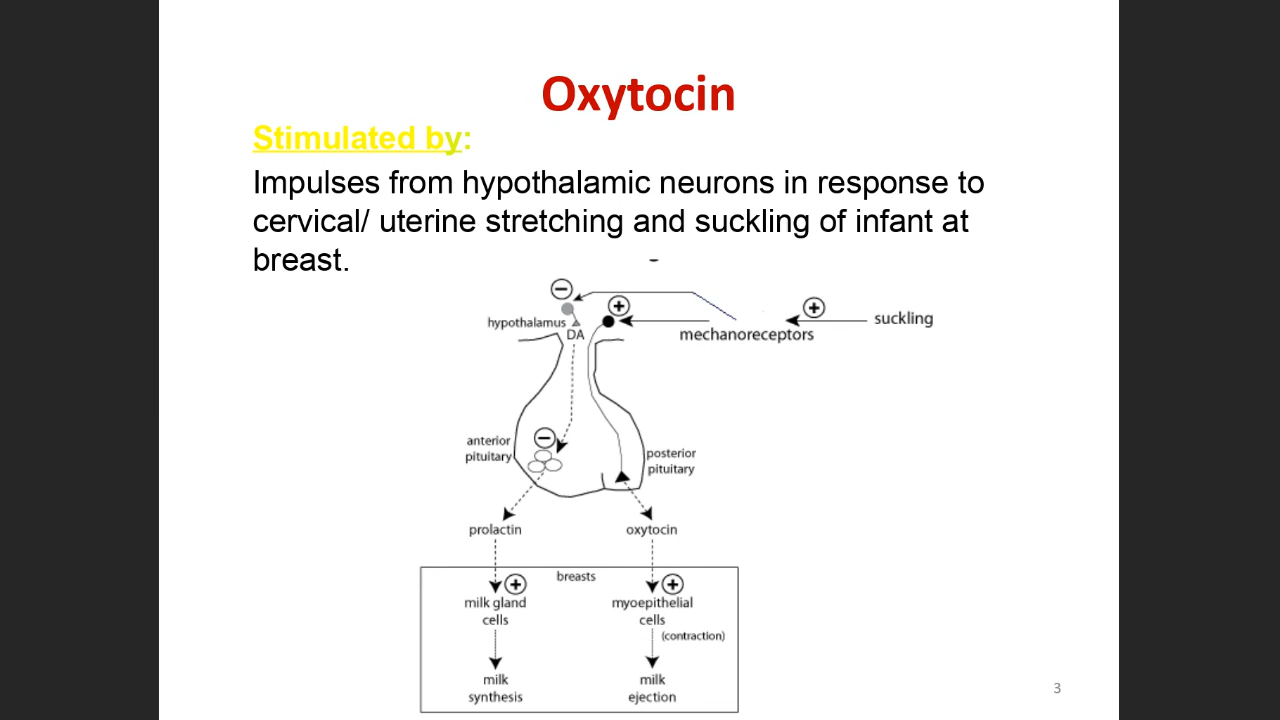 Oxytocin
Stimulated by:
Impulses from hypothalamic neurons in response to
cervical/ uterine stretching and suckling of infant at
breast.
suckling
hypothalamus
DA
mechanoreceptors
anterior
pituitary
posterior
pituitary
prolactin
oxytocin
breasts
milk gland
cells
myoepithelial
cells
(contraction)
milk
synthesis
milk
ejection
3